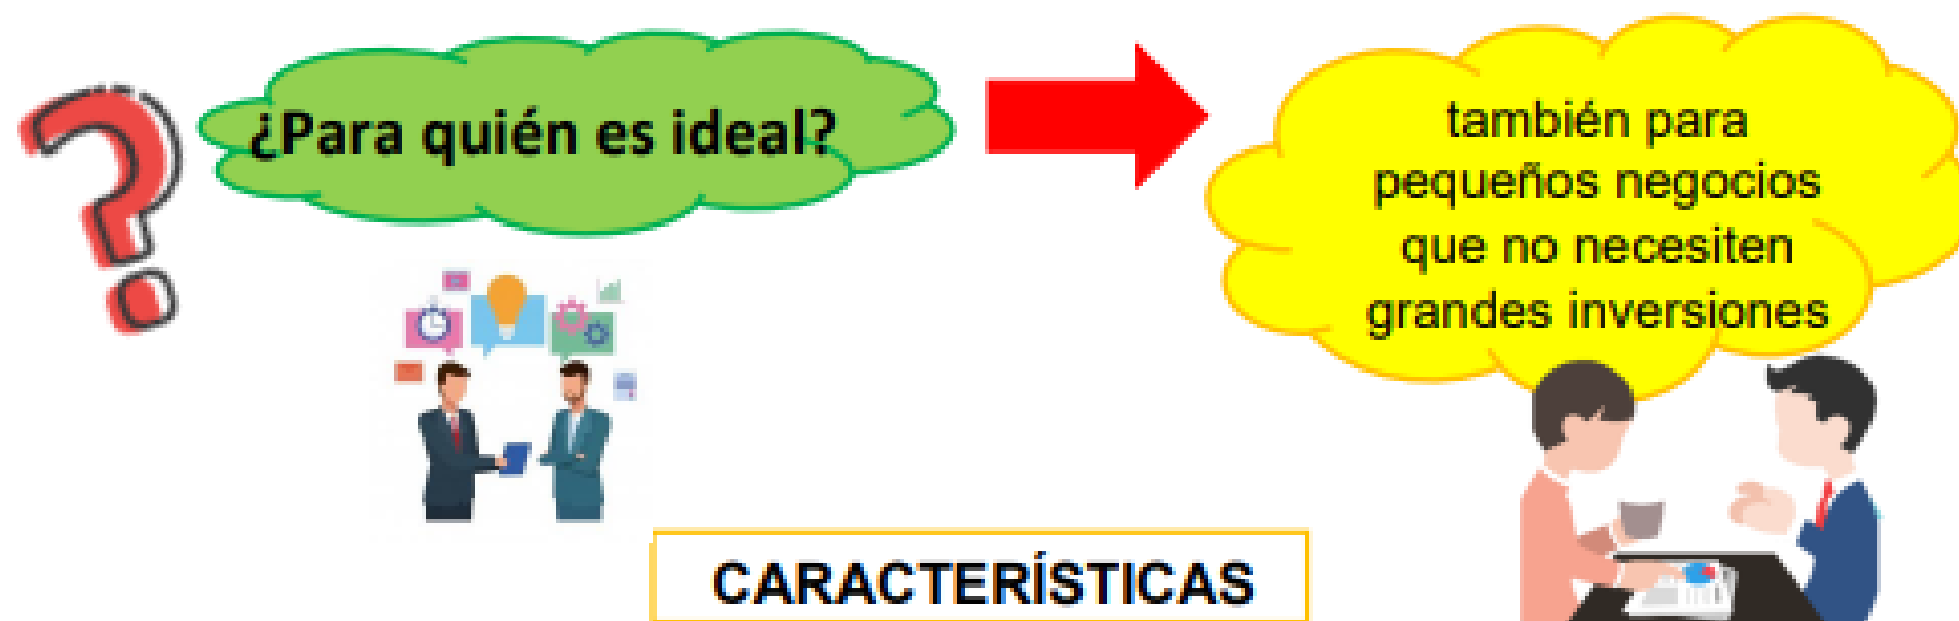 ¿Para quién es ideal?
también para
pequeños negocios
que no necesiten
grandes inversiones
CARACTERÍSTICAS